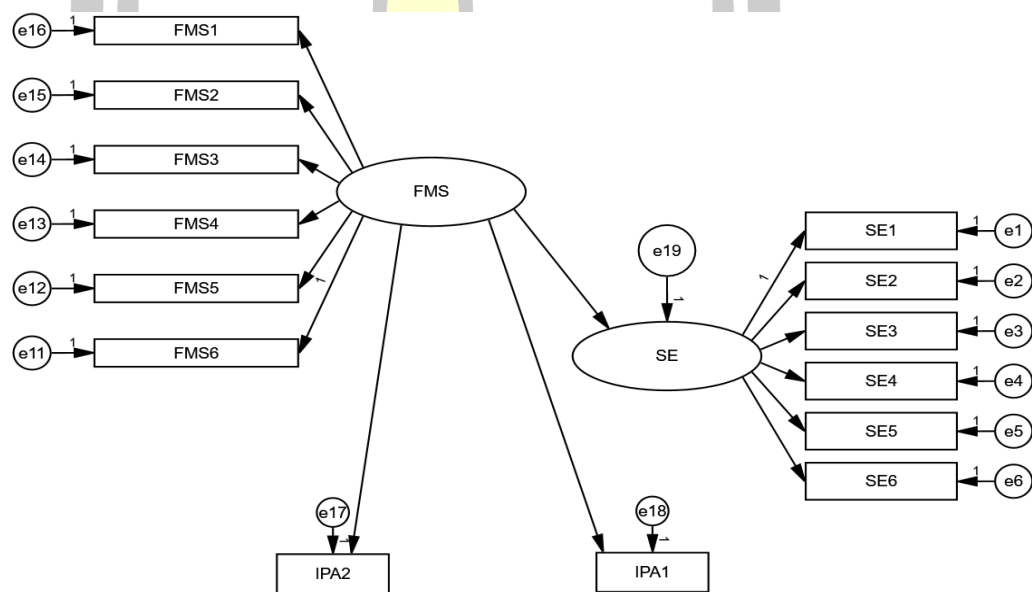 e16 1 FMS1
e15 1 FMS2
e14 1 FMS3
FMS
e13 1 FMS4
e12 1 FMS5
1
e11 1 FMS6
e19
1
SE
1
SE1 1 e1
SE2 1 e2
SE3 1 e3
SE4 1 e4
SE5 1 e5
SE6 1 e6
e17
1
IPA2
e18
1
IPA1